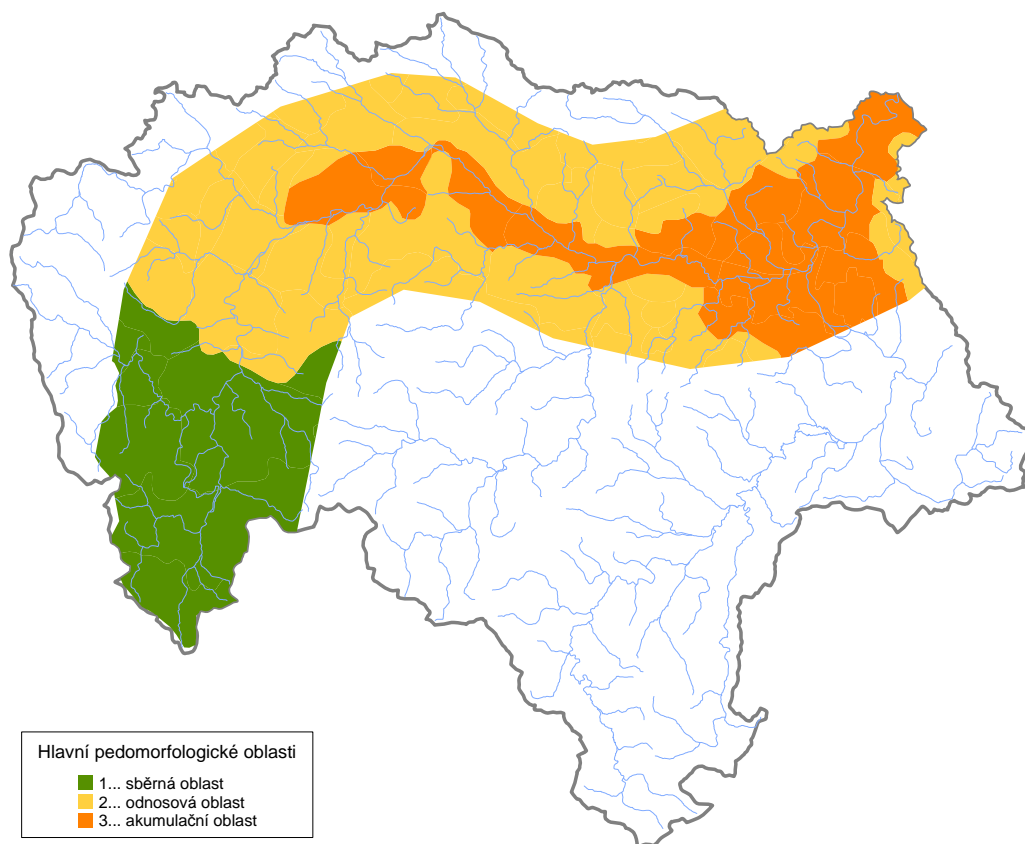 Hlavní pedomorfologické oblasti
1... sběrná oblast
2... odnosová oblast
3... akumulační oblast